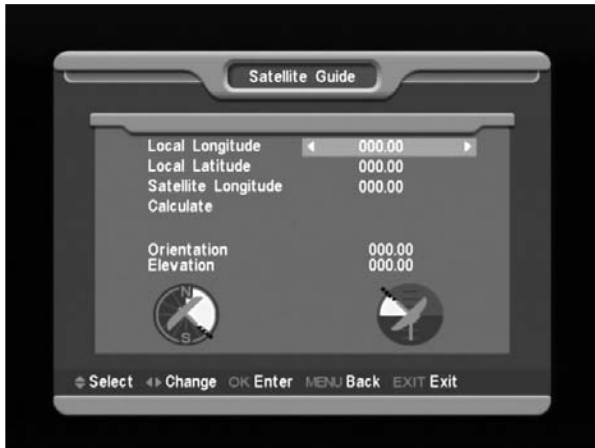 Satellite Guide
Local Longitude 000.00
Local Latitude 000.00
Satellite Longitude 000.00
Calculate
Orientation 000.00
Elevation 000.00
N
S
Select Change OK Enter MENU Back EXIT Exit